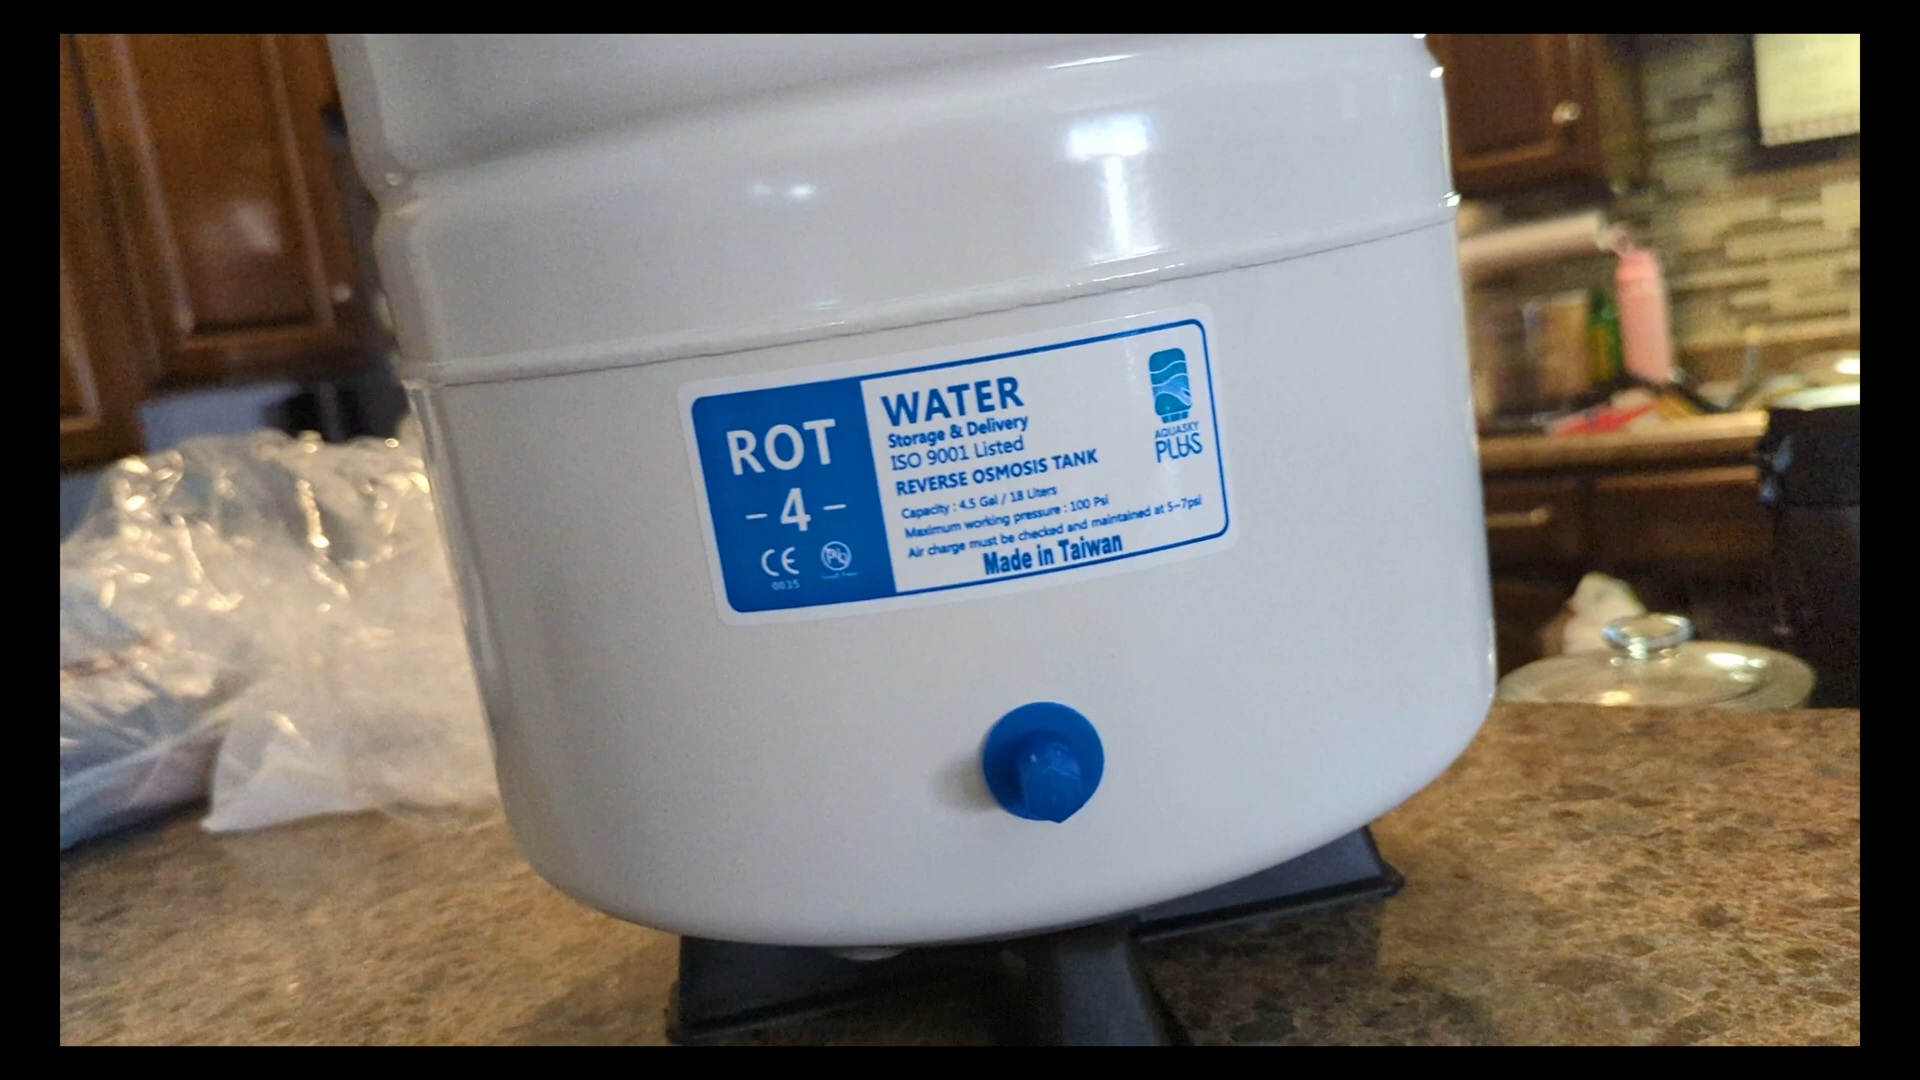 ROT
- 4 -
CE
0035
Pb
WATER
Storage & Delivery
ISO 9001 Listed
REVERSE OSMOSIS TANK
Capacity : 4.5 Gal / 18 Liters
Maximum working pressure : 100 Psi
Air charge must be checked and maintained at 5~7psi
Made in Taiwan
AQUASKY
PLUS